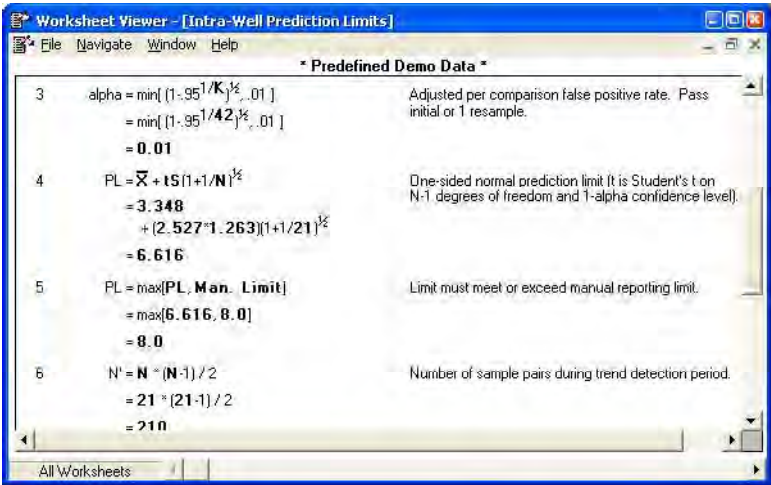 Worksheet Viewer - [Intra-Well Prediction Limits]
File Navigate Window Help
* Predefined Demo Data *
3 alpha = min[ (1-.95^1/K)^½, .01 ] Adjusted per comparison false positive rate. Pass
= min[ (1-.95^1/42)^½, .01 ] initial or 1 resample.
= 0.01
4 PL = X̅ + tS(1+1/N)^½ One-sided normal prediction limit (t is Student's t on
= 3.348 N-1 degrees of freedom and 1-alpha confidence level).
+ (2.527*1.263)(1+1/21)^½
= 6.616
5 PL = max[PL, Man. Limit] Limit must meet or exceed manual reporting limit.
= max[6.616, 8.0]
= 8.0
6 N' = N * (N-1) / 2 Number of sample pairs during trend detection period.
= 21 * (21-1) / 2
= 210
All Worksheets